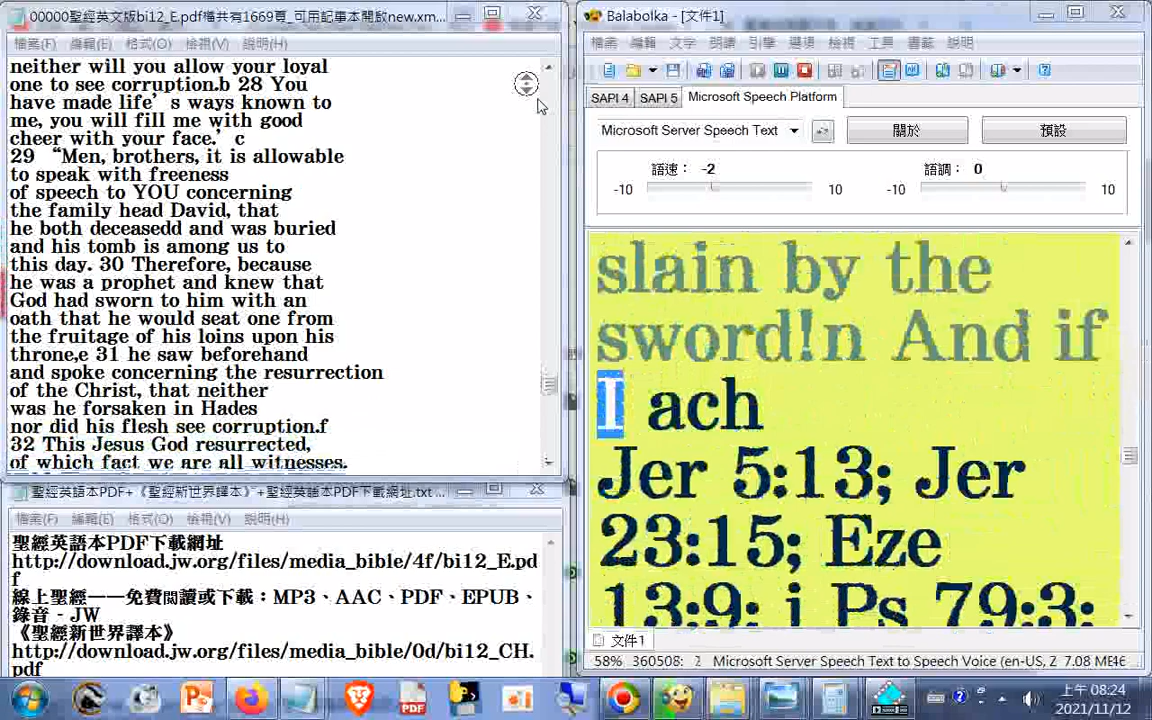 00000聖經英文版bi12_E.pdf檔共有1669頁_可用記事本開啟new.xm...
檔案(F) 編輯(E) 格式(O) 檢視(V) 說明(H)
neither will you allow your loyal
one to see corruption.b 28 You
have made life’s ways known to
me, you will fill me with good
cheer with your face.’ c
29 “Men, brothers, it is allowable
to speak with freeness
of speech to YOU concerning
the family head David, that
he both deceasedd and was buried
and his tomb is among us to
this day. 30 Therefore, because
he was a prophet and knew that
God had sworn to him with an
oath that he would seat one from
the fruitage of his loins upon his
throne,e 31 he saw beforehand
and spoke concerning the resurrection
of the Christ, that neither
was he forsaken in Hades
nor did his flesh see corruption.f
32 This Jesus God resurrected,
of which fact we are all witnesses.
聖經英語本PDF+《聖經新世界譯本》+聖經英語本PDF下載網址.txt ...
檔案(F) 編輯(E) 格式(O) 檢視(V) 說明(H)
聖經英語本PDF下載網址
http://download.jw.org/files/media_bible/4f/bi12_E.pd
f
線上聖經——免費閱讀或下載：MP3、AAC、PDF、EPUB、
錄音 - JW
《聖經新世界譯本》
http://download.jw.org/files/media_bible/0d/bi12_CH.
pdf
Balabolka - [文件1]
檔案 編輯 文字 朗讀 引擎 選項 檢視 工具 書籤 說明
SAPI 4 SAPI 5 Microsoft Speech Platform
Microsoft Server Speech Text 關於 預設
語速： -2 語調： 0
-10 10 -10 10
slain by the
sword!n And if
I ach
Jer 5:13; Jer
23:15; Eze
13:9; i Ps 79:3;
文件1
58% 360508: 2 Microsoft Server Speech Text to Speech Voice (en-US, Z 7.08 ME46
上午 08:24
2021/11/12